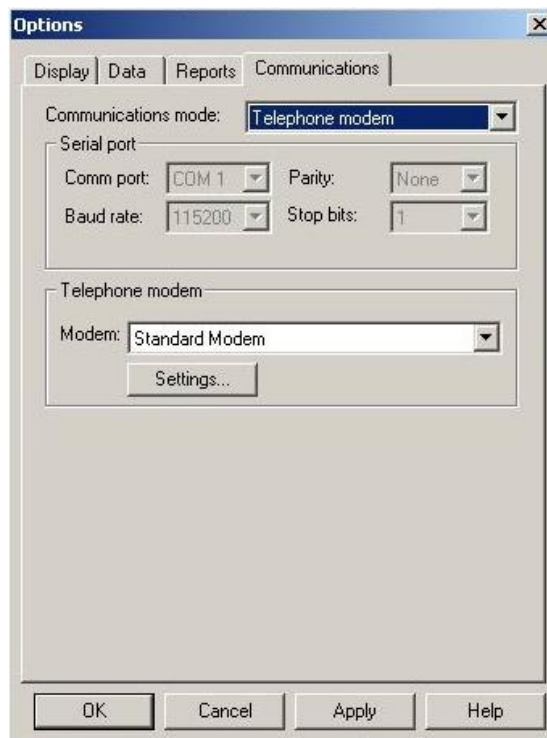 Options
Display Data Reports Communications
Communications mode: Telephone modem
Serial port
Comm port: COM 1 Parity: None
Baud rate: 115200 Stop bits: 1
Telephone modem
Modem: Standard Modem
Settings...
OK Cancel Apply Help